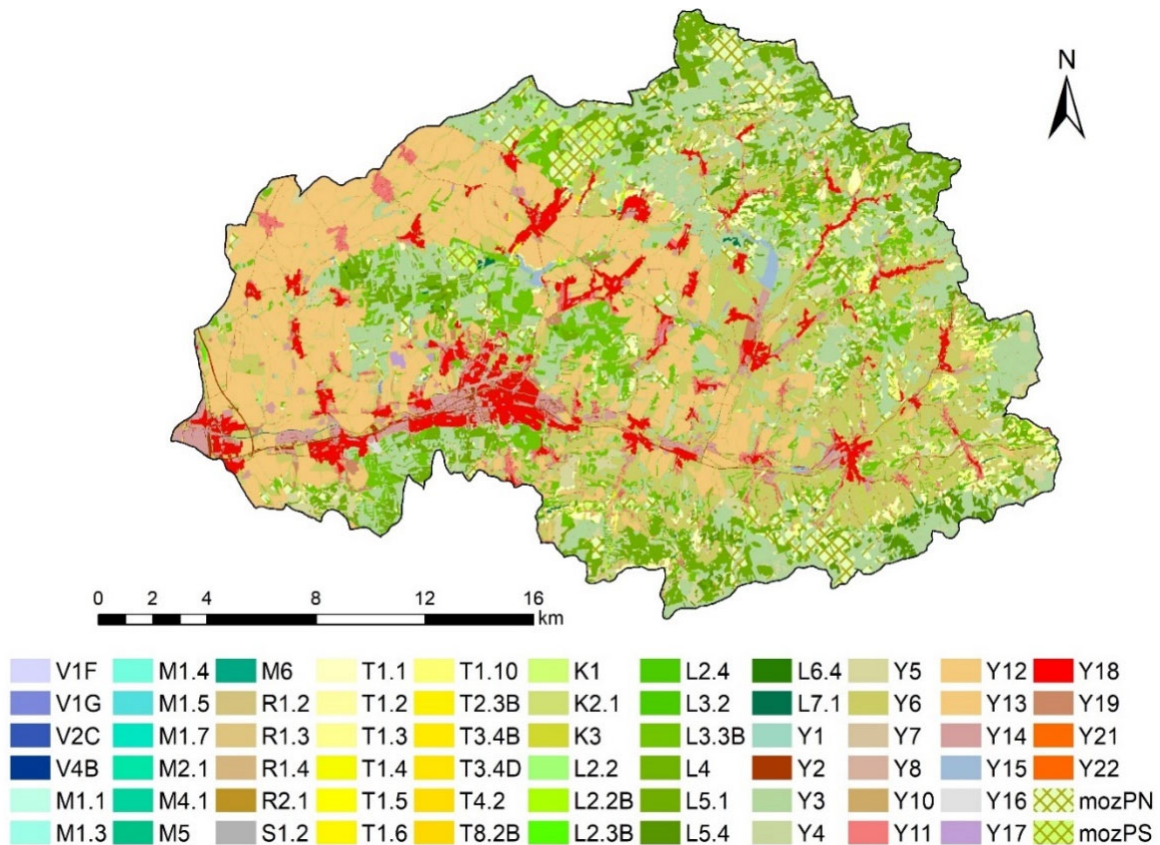 N
0 2 4 8 12 16
km
V1F M1.4 M6 T1.1 T1.10 K1 L2.4 L6.4 Y5 Y12 Y18
V1G M1.5 R1.2 T1.2 T2.3B K2.1 L3.2 L7.1 Y6 Y13 Y19
V2C M1.7 R1.3 T1.3 T3.4B K3 L3.3B Y1 Y7 Y14 Y21
V4B M2.1 R1.4 T1.4 T3.4D L2.2 L4 Y2 Y8 Y15 Y22
M1.1 M4.1 R2.1 T1.5 T4.2 L2.2B L5.1 Y3 Y10 Y16 mozPN
M1.3 M5 S1.2 T1.6 T8.2B L2.3B L5.4 Y4 Y11 Y17 mozPS